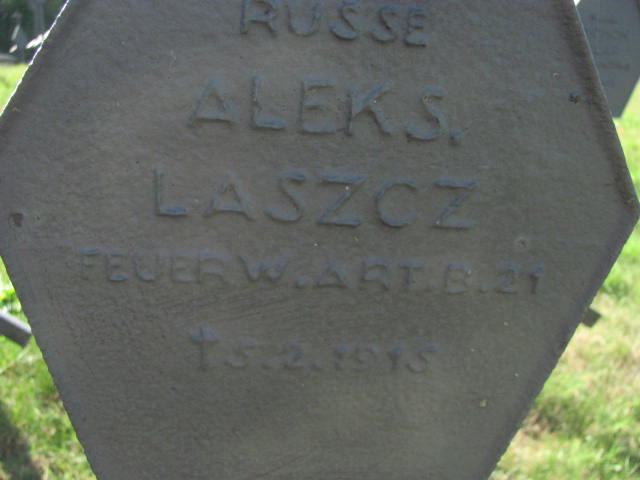 RUSSE
ALEKS.
LASZCZ
FEUERW. ART. B. 21
†5.2.1915